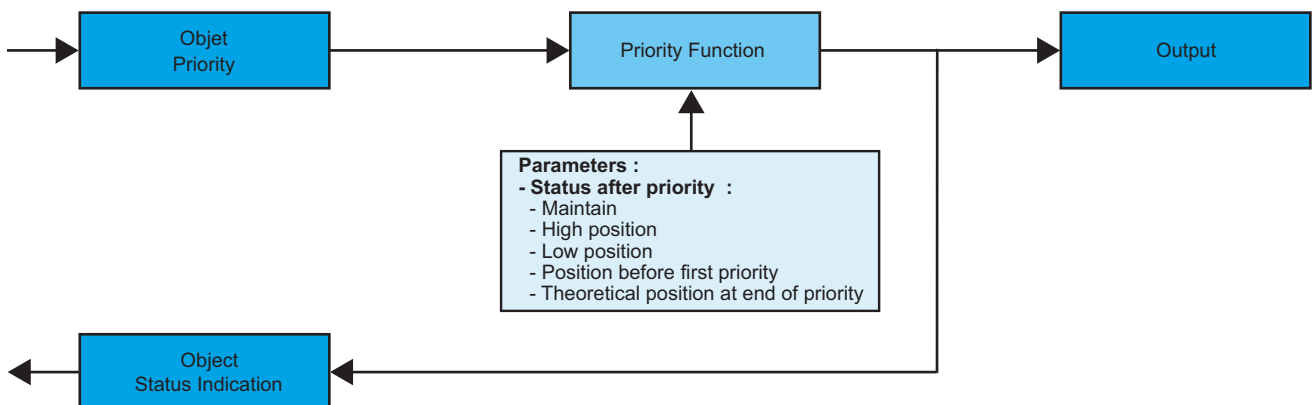 Objet
Priority
Priority Function
Output
Parameters :
- Status after priority :
- Maintain
- High position
- Low position
- Position before first priority
- Theoretical position at end of priority
Object
Status Indication